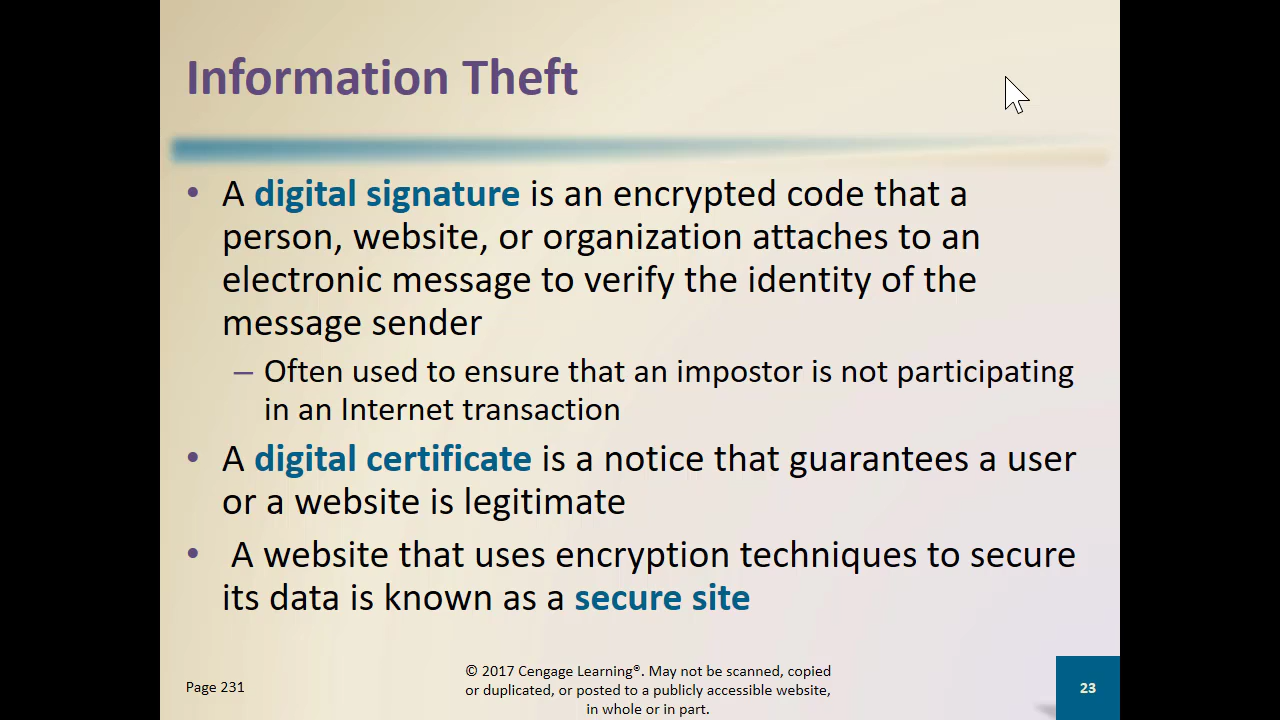 Information Theft
• A digital signature is an encrypted code that a
person, website, or organization attaches to an
electronic message to verify the identity of the
message sender
– Often used to ensure that an impostor is not participating
in an Internet transaction
• A digital certificate is a notice that guarantees a user
or a website is legitimate
• A website that uses encryption techniques to secure
its data is known as a secure site
Page 231
© 2017 Cengage Learning®. May not be scanned, copied
or duplicated, or posted to a publicly accessible website,
in whole or in part.
23